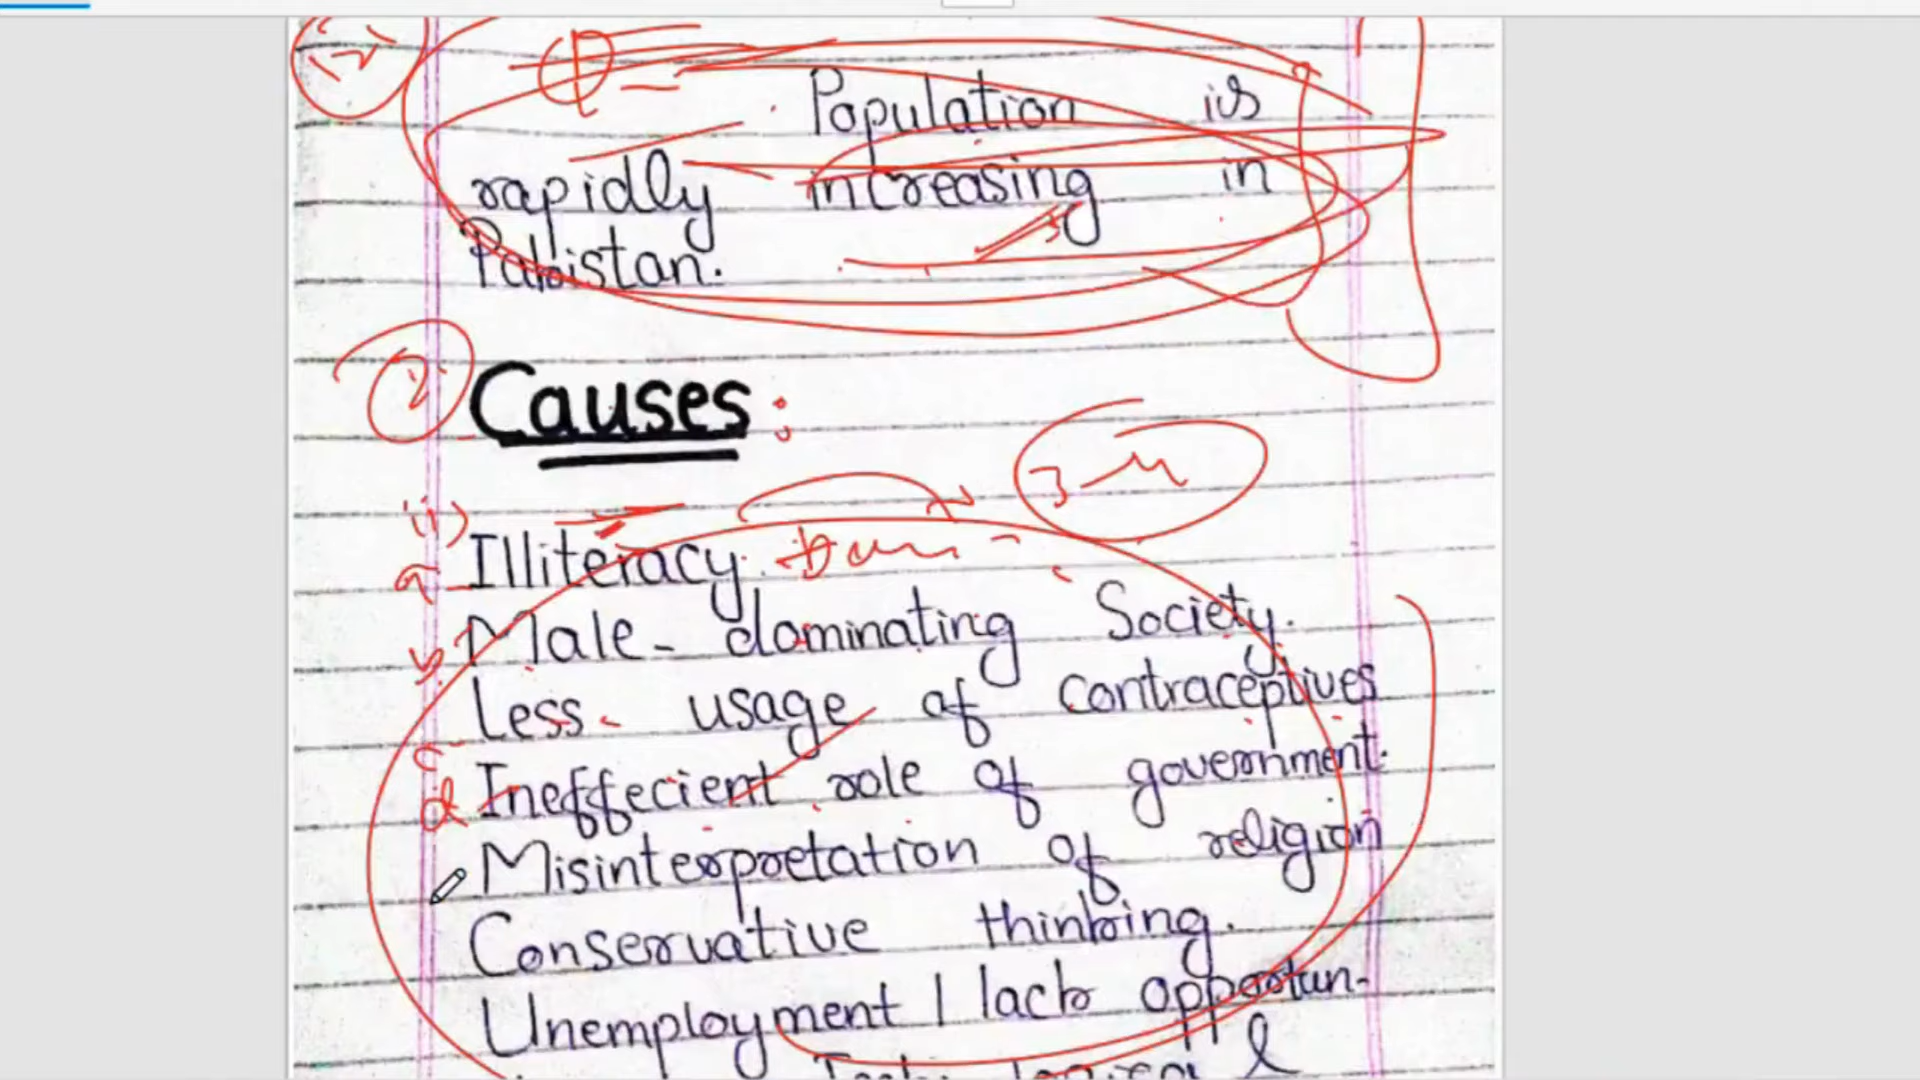 Population is
rapidly increasing in
Pakistan.
Causes:
(i)
Illiteracy.
a
Male-dominating Society.
b
Less usage of contraceptives
c
d Ineffecient role of government.
Misinterpretation of religion
Conservative thinking.
Unemployment / lack opportun-